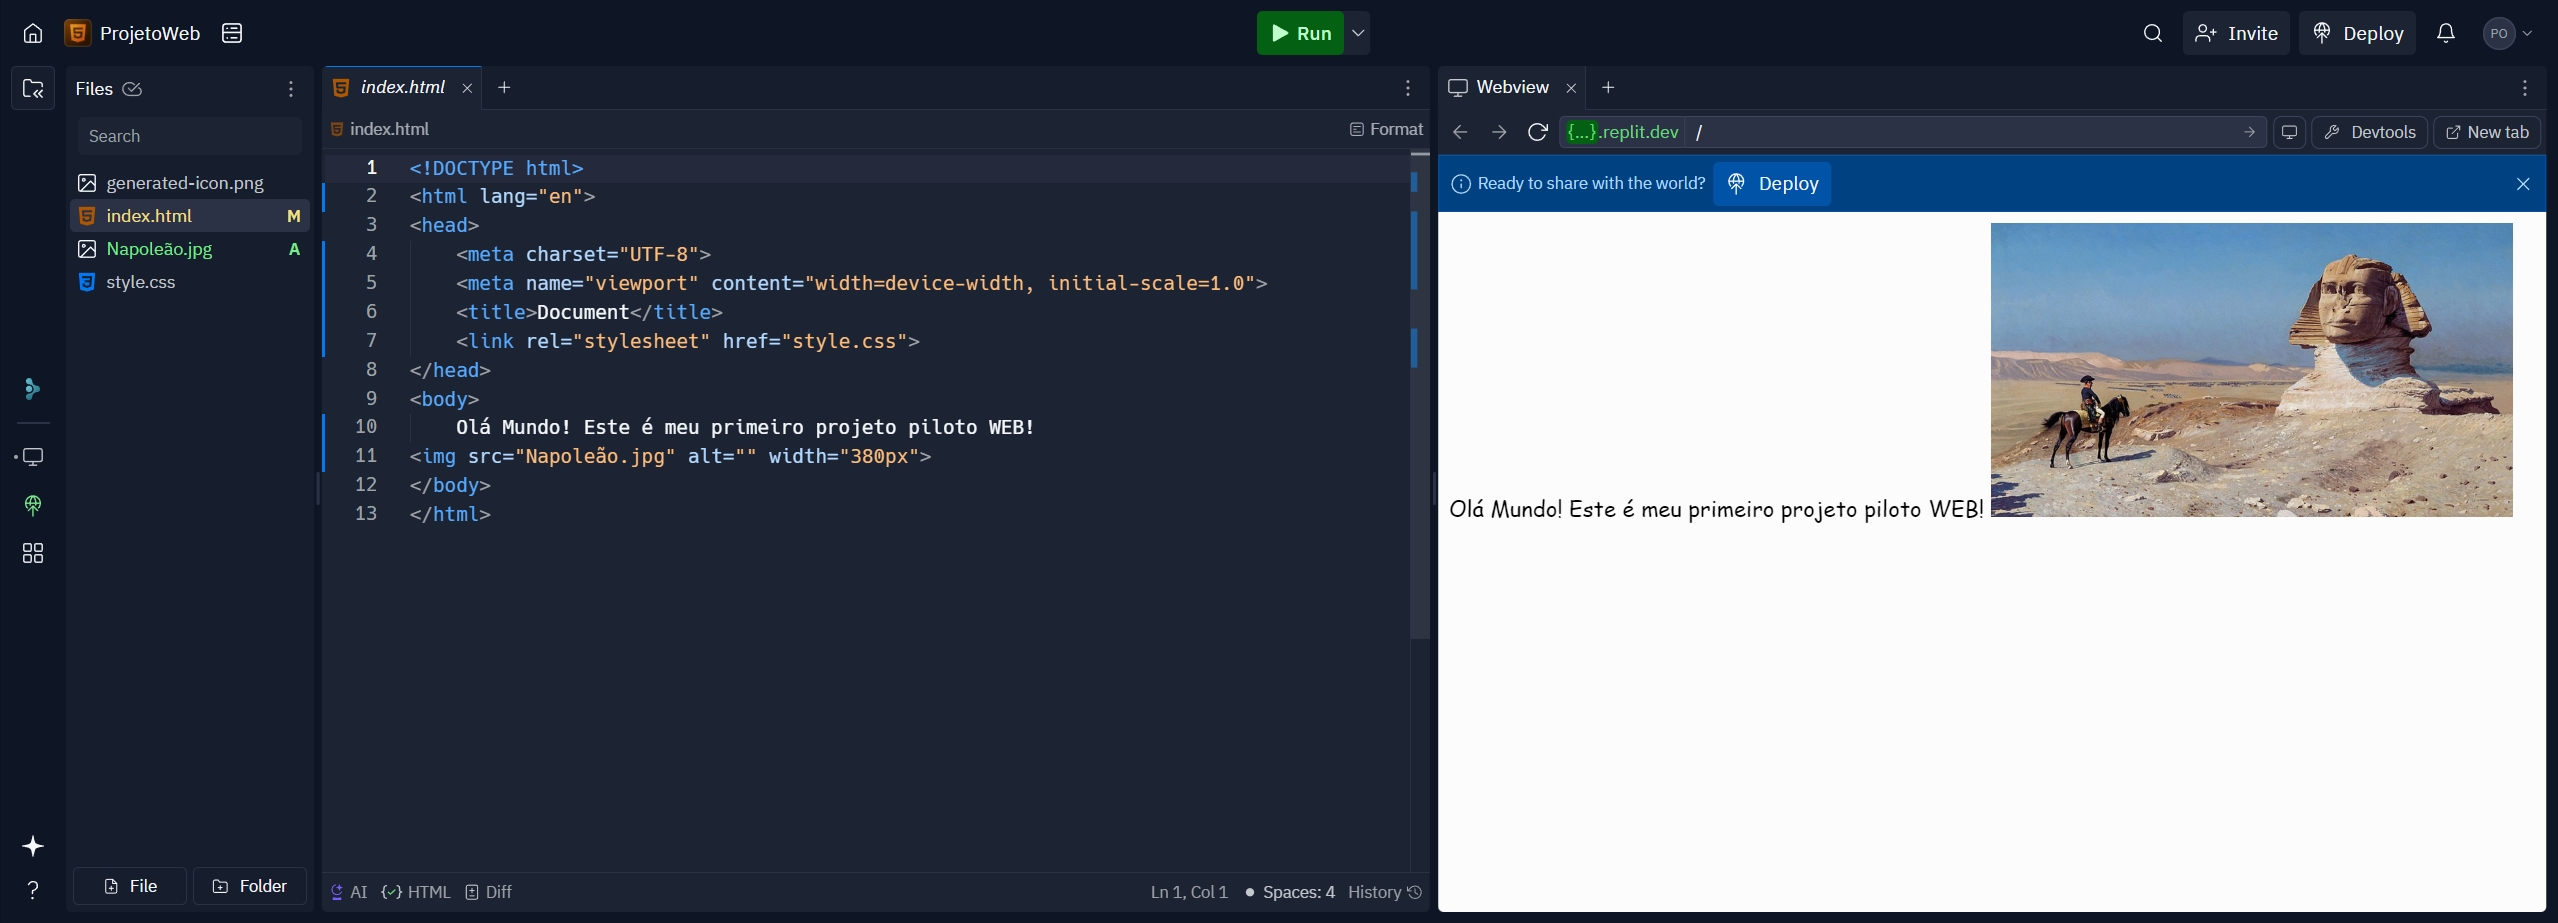 ProjetoWeb
Run
Invite
Deploy
PO
Files
Search
generated-icon.png
index.html M
Napoleão.jpg A
style.css
File
Folder
index.html
index.html
Format
1 <!DOCTYPE html>
2 <html lang="en">
3 <head>
4 <meta charset="UTF-8">
5 <meta name="viewport" content="width=device-width, initial-scale=1.0">
6 <title>Document</title>
7 <link rel="stylesheet" href="style.css">
8 </head>
9 <body>
10 Olá Mundo! Este é meu primeiro projeto piloto WEB!
11 <img src="Napoleão.jpg" alt="" width="380px">
12 </body>
13 </html>
AI HTML Diff
Ln 1, Col 1 Spaces: 4 History
Webview
{...}.replit.dev /
Devtools
New tab
Ready to share with the world? Deploy
Olá Mundo! Este é meu primeiro projeto piloto WEB!